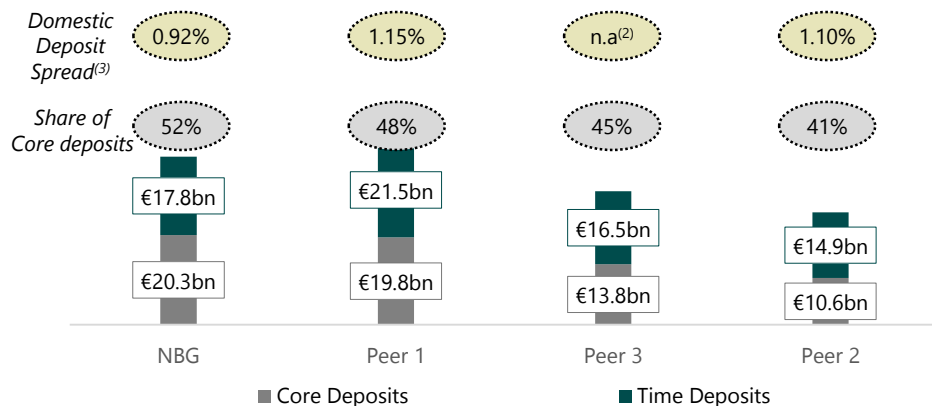 Domestic
Deposit
Spread(3)
0.92%
1.15%
n.a(2)
1.10%
Share of
Core deposits
52%
48%
45%
41%
€17.8bn
€21.5bn
€16.5bn
€14.9bn
€20.3bn
€19.8bn
€13.8bn
€10.6bn
NBG
Peer 1
Peer 3
Peer 2
Core Deposits
Time Deposits